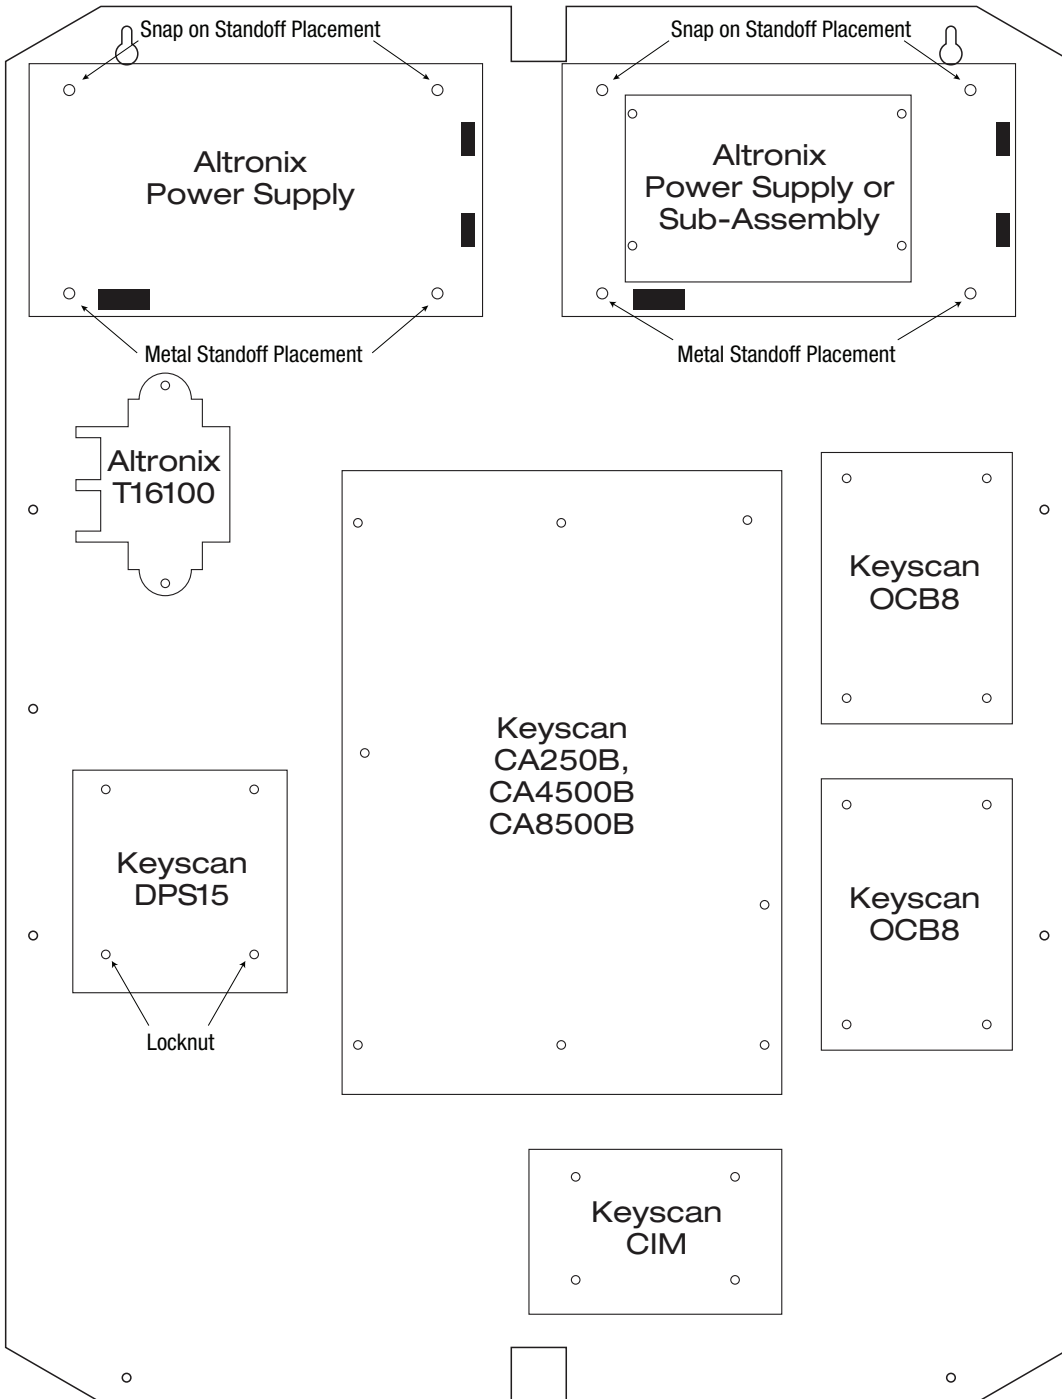 Snap on Standoff Placement
Snap on Standoff Placement
Altronix
Power Supply
Altronix
Power Supply or
Sub-Assembly
Metal Standoff Placement
Metal Standoff Placement
Altronix
T16100
Keyscan
OCB8
Keyscan
CA250B,
CA4500B
CA8500B
Keyscan
DPS15
Keyscan
OCB8
Locknut
Keyscan
CIM